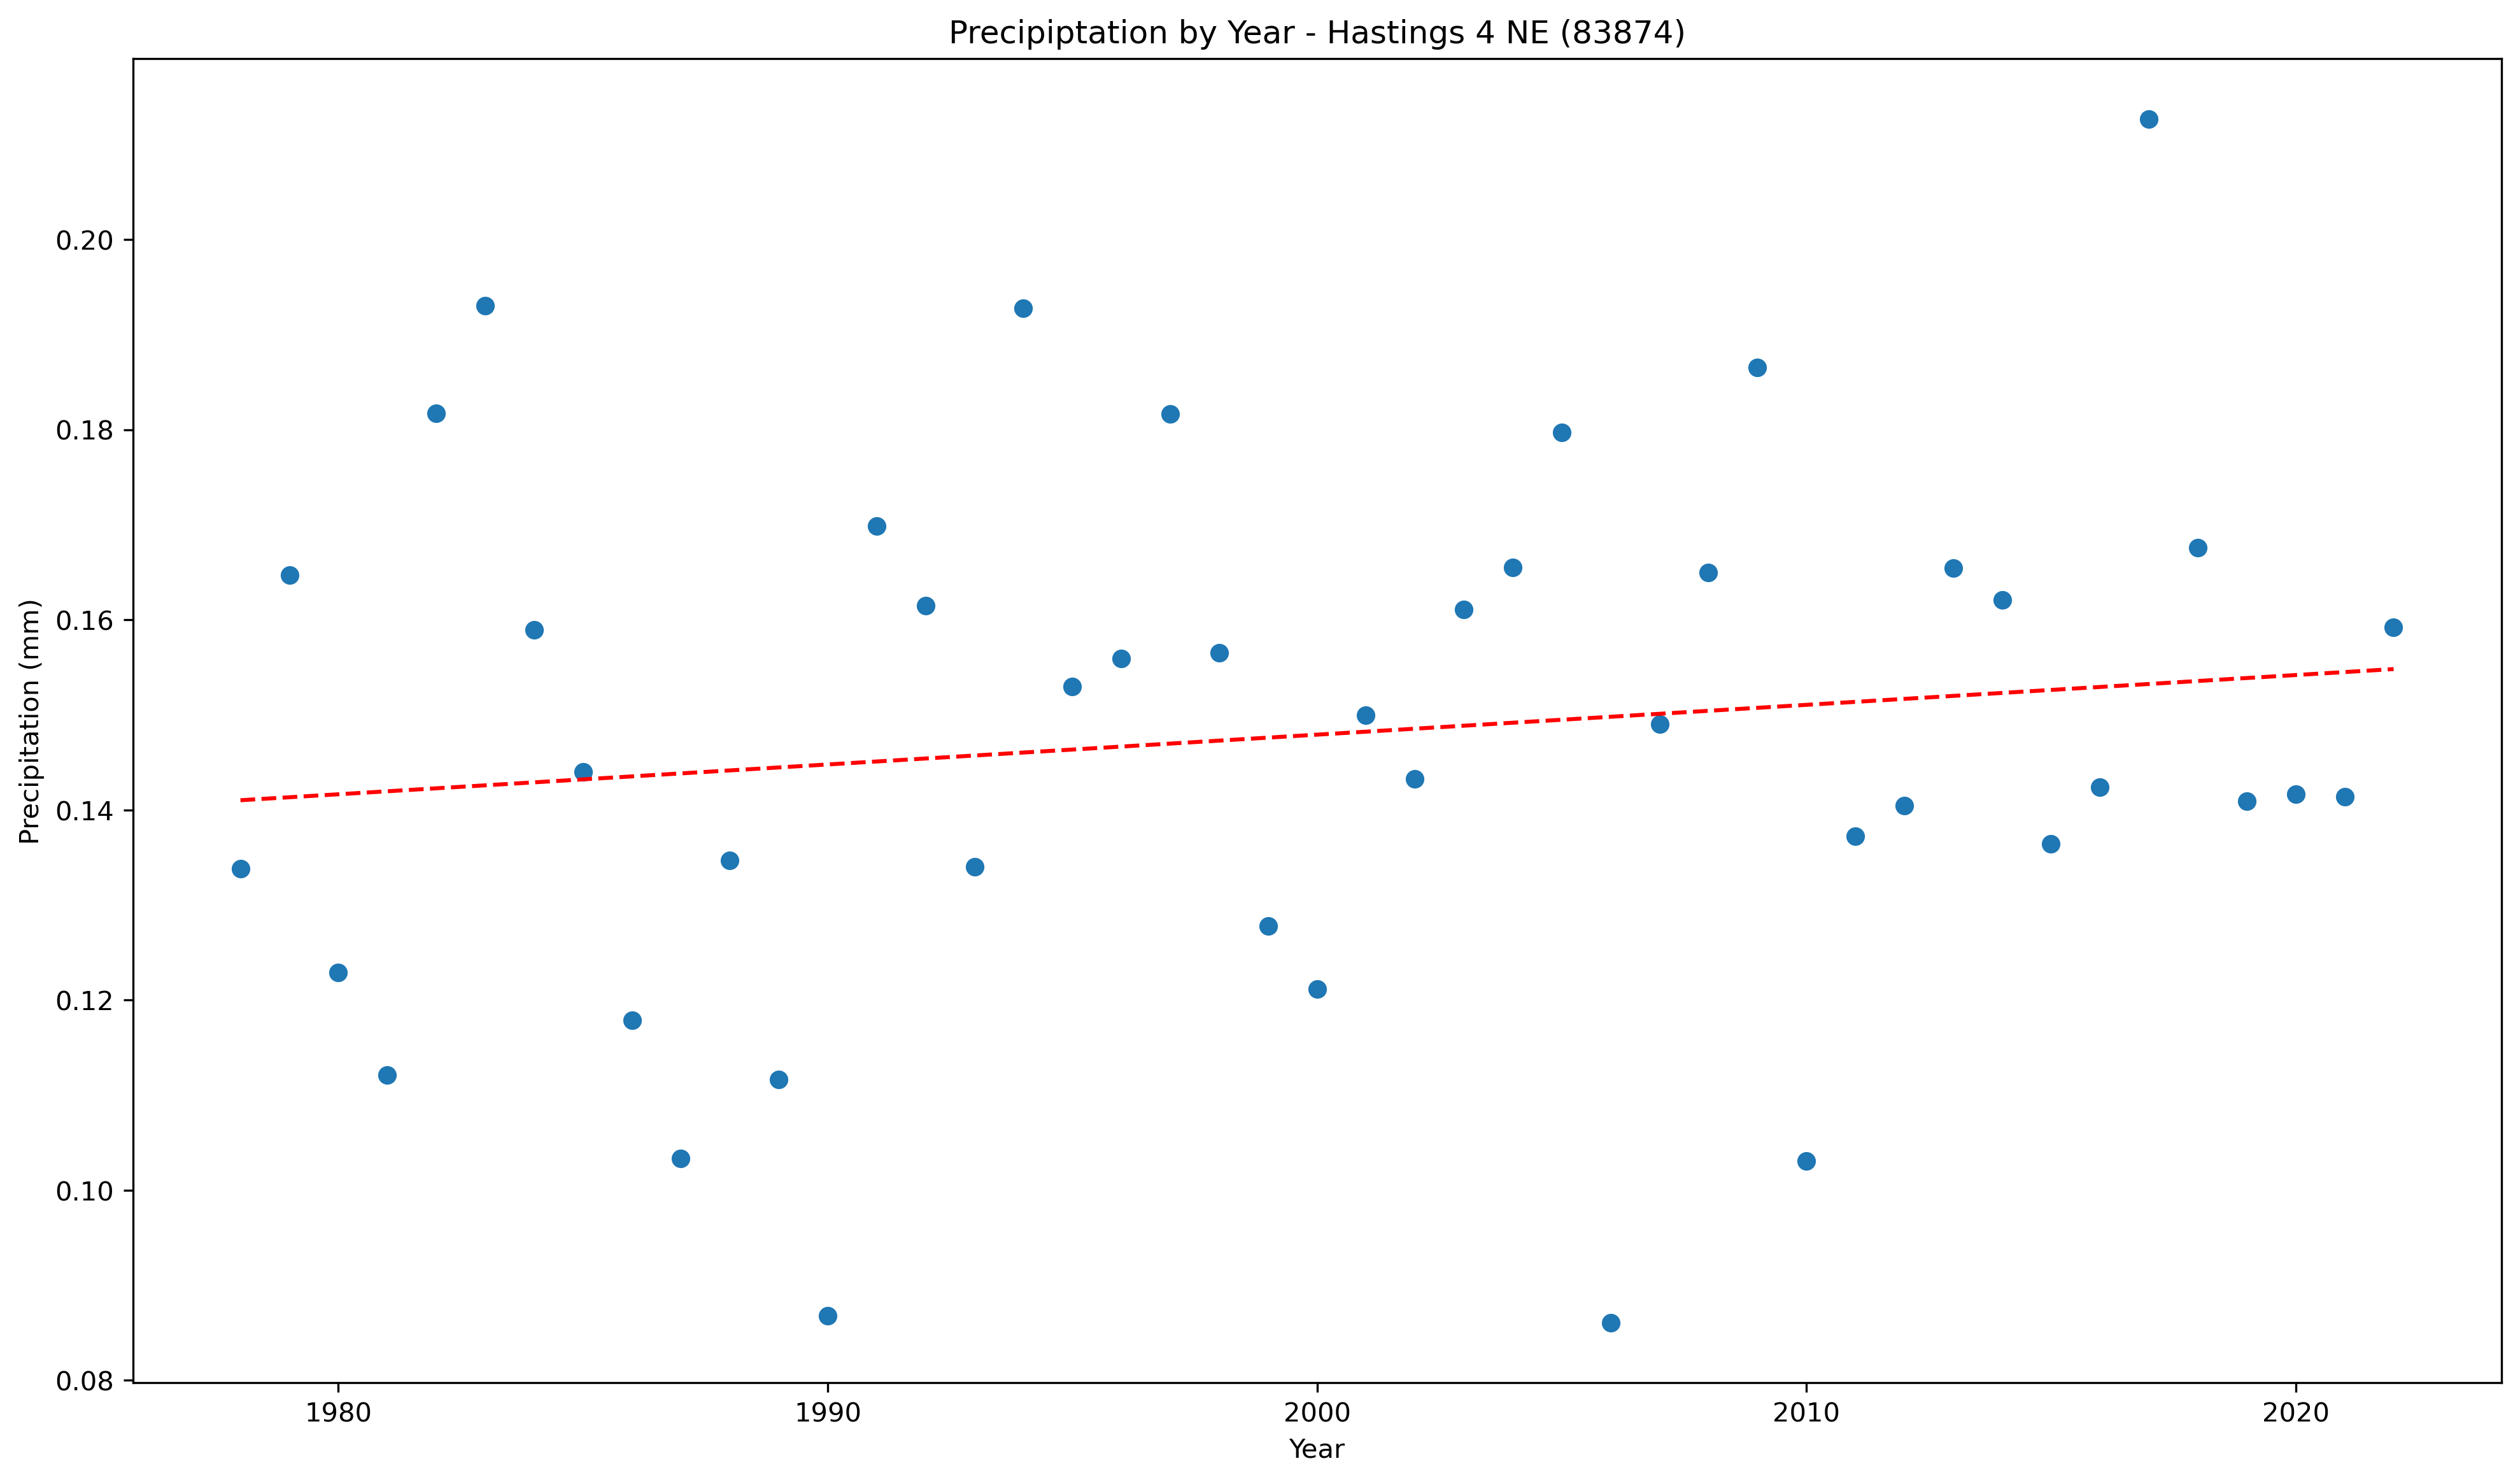 Precipiptation by Year - Hastings 4 NE (83874)
Precipitation (mm)
0.20
0.18
0.16
0.14
0.12
0.10
0.08
1980 1990 2000 2010 2020
Year